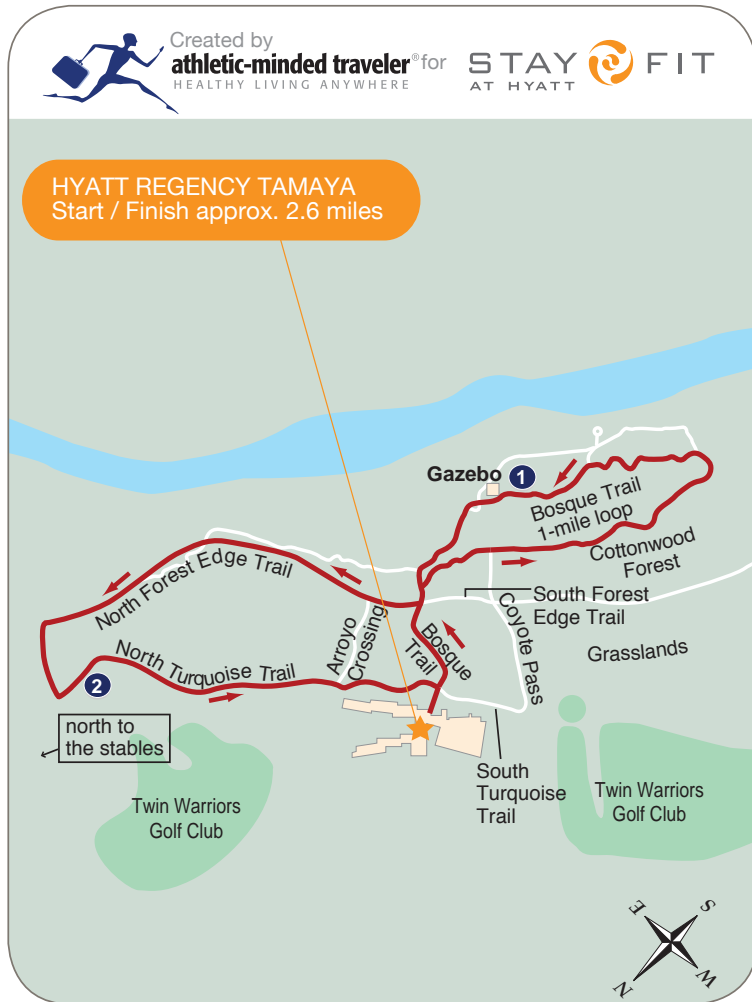 Created by
athletic-minded traveler® for
HEALTHY LIVING ANYWHERE
STAY FIT
AT HYATT
HYATT REGENCY TAMAYA
Start / Finish approx. 2.6 miles
Gazebo 1
Bosque Trail
1-mile loop
Cottonwood
Forest
North Forest Edge Trail
South Forest
Edge Trail
Arroyo
Crossing
Bosque
Trail
Coyote Pass
Grasslands
North Turquoise Trail
2
north to
the stables
South
Turquoise
Trail
Twin Warriors
Golf Club
Twin Warriors
Golf Club
E
S
N
W